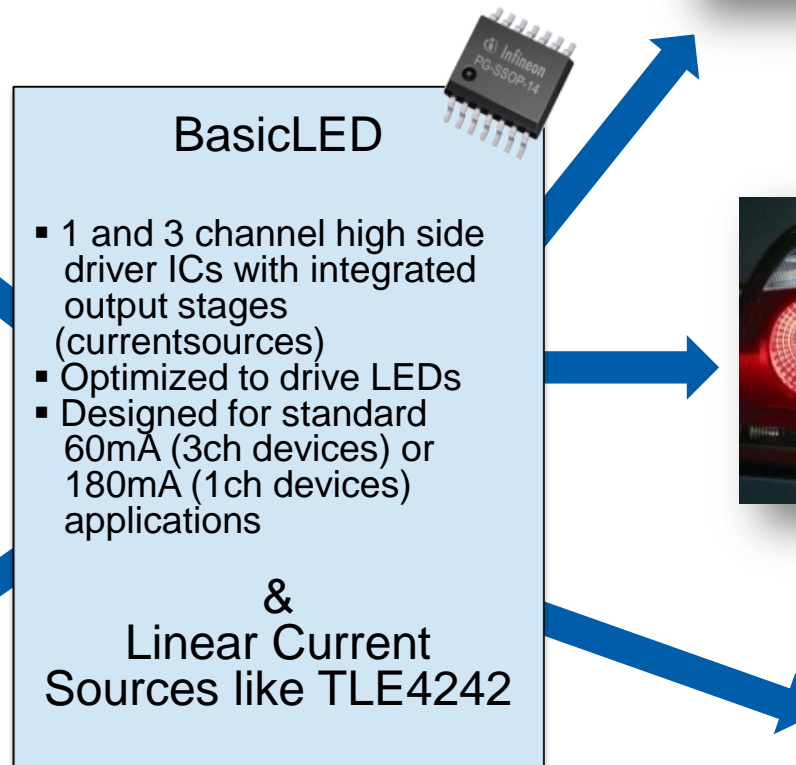 Infineon
PG-SSOP-14
BasicLED
▪ 1 and 3 channel high side
driver ICs with integrated
output stages
(currentsources)
▪ Optimized to drive LEDs
▪ Designed for standard
60mA (3ch devices) or
180mA (1ch devices)
applications
&
Linear Current
Sources like TLE4242